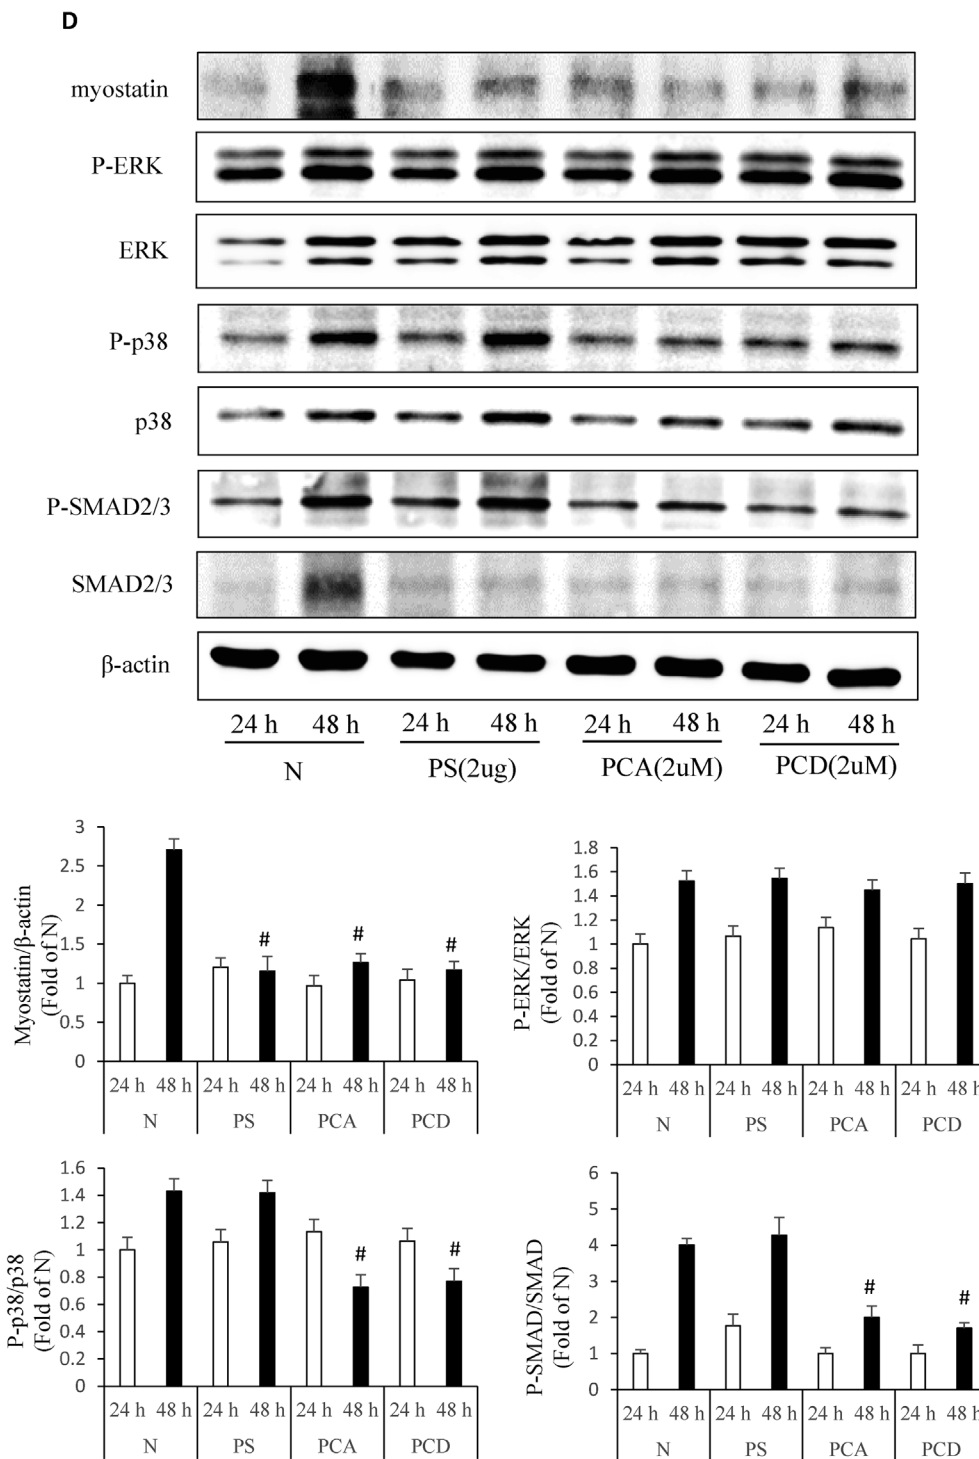 D
myostatin
P-ERK
ERK
P-p38
p38
P-SMAD2/3
SMAD2/3
β-actin
24 h 48 h 24 h 48 h 24 h 48 h 24 h 48 h
N PS(2ug) PCA(2uM) PCD(2uM)
Myostatin/β-actin
(Fold of N)
3
2.5
2
1.5
1
0.5
0
# # #
24 h 48 h 24 h 48 h 24 h 48 h 24 h 48 h
N PS PCA PCD
P-ERK/ERK
(Fold of N)
1.8
1.6
1.4
1.2
1
0.8
0.6
0.4
0.2
0
24 h 48 h 24 h 48 h 24 h 48 h 24 h 48 h
N PS PCA PCD
P-p38/p38
(Fold of N)
1.6
1.4
1.2
1
0.8
0.6
0.4
0.2
0
# #
24 h 48 h 24 h 48 h 24 h 48 h 24 h 48 h
N PS PCA PCD
P-SMAD/SMAD
(Fold of N)
6
5
4
3
2
1
0
# #
24 h 48 h 24 h 48 h 24 h 48 h 24 h 48 h
N PS PCA PCD